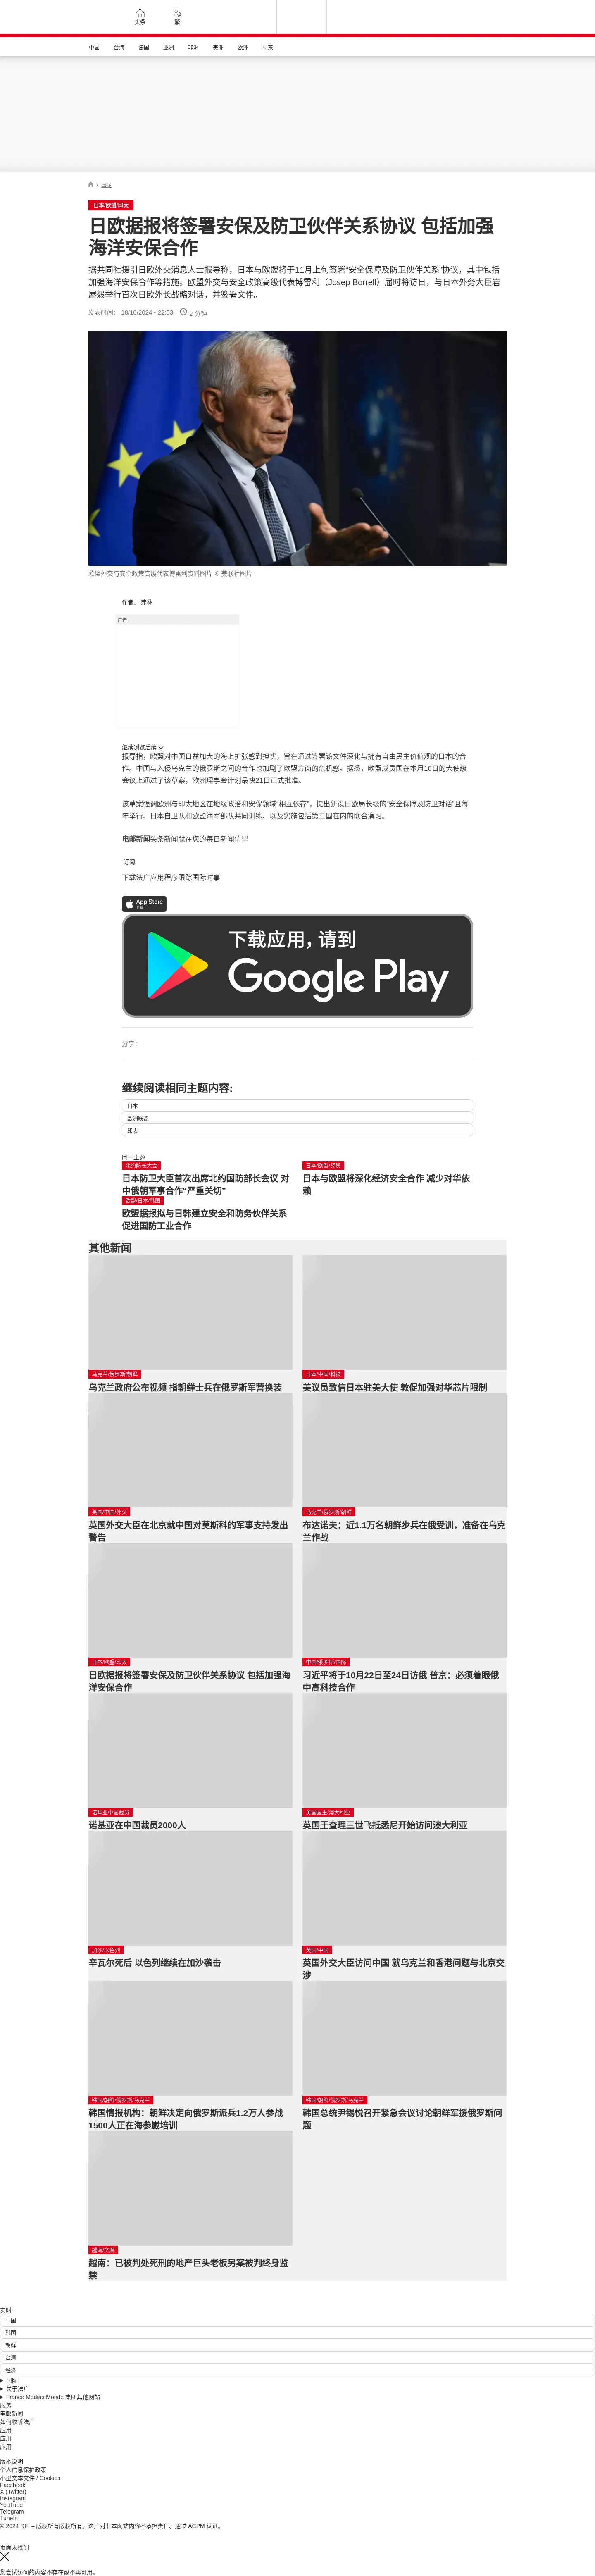 头条
繁
中国
台海
法国
亚洲
非洲
美洲
欧洲
中东
/ 国际
日本/欧盟/印太
日欧据报将签署安保及防卫伙伴关系协议 包括加强
海洋安保合作
据共同社援引日欧外交消息人士报导称，日本与欧盟将于11月上旬签署“安全保障及防卫伙伴关系”协议，其中包括
加强海洋安保合作等措施。欧盟外交与安全政策高级代表博雷利（Josep Borrell）届时将访日，与日本外务大臣岩
屋毅举行首次日欧外长战略对话，并签署文件。
发表时间： 18/10/2024 - 22:53 2 分钟
欧盟外交与安全政策高级代表博雷利资料图片 © 美联社图片
作者： 弗林
广告
继续浏览后续
报导指，欧盟对中国日益加大的海上扩张感到担忧，旨在通过签署该文件深化与拥有自由民主价值观的日本的合
作。中国与入侵乌克兰的俄罗斯之间的合作也加剧了欧盟方面的危机感。据悉，欧盟成员国在本月16日的大使级
会议上通过了该草案，欧洲理事会计划最快21日正式批准。
该草案强调欧洲与印太地区在地缘政治和安保领域“相互依存”，提出新设日欧局长级的“安全保障及防卫对话”且每
年举行、日本自卫队和欧盟海军部队共同训练、以及实施包括第三国在内的联合演习。
电邮新闻头条新闻就在您的每日新闻信里
订阅
下载法广应用程序跟踪国际时事
App Store
下载
下载应用，请到
Google Play
分享 :
继续阅读相同主题内容:
日本
欧洲联盟
印太
同一主题
北约防长大会
日本防卫大臣首次出席北约国防部长会议 对
中俄朝军事合作“严重关切”
日本/欧盟/经贸
日本与欧盟将深化经济安全合作 减少对华依
赖
欧盟/日本/韩国
欧盟据报拟与日韩建立安全和防务伙伴关系
促进国防工业合作
其他新闻
乌克兰/俄罗斯/朝鲜
乌克兰政府公布视频 指朝鲜士兵在俄罗斯军营换装
日本/中国/科技
美议员致信日本驻美大使 敦促加强对华芯片限制
英国/中国/外交
英国外交大臣在北京就中国对莫斯科的军事支持发出
警告
乌克兰/俄罗斯/朝鲜
布达诺夫：近1.1万名朝鲜步兵在俄受训，准备在乌克
兰作战
日本/欧盟/印太
日欧据报将签署安保及防卫伙伴关系协议 包括加强海
洋安保合作
中国/俄罗斯/国际
习近平将于10月22日至24日访俄 普京：必须着眼俄
中高科技合作
诺基亚中国裁员
诺基亚在中国裁员2000人
英国国王/澳大利亚
英国王查理三世飞抵悉尼开始访问澳大利亚
加沙/以色列
辛瓦尔死后 以色列继续在加沙袭击
英国/中国
英国外交大臣访问中国 就乌克兰和香港问题与北京交
涉
韩国/朝鲜/俄罗斯/乌克兰
韩国情报机构：朝鲜决定向俄罗斯派兵1.2万人参战
1500人正在海参崴培训
韩国/朝鲜/俄罗斯/乌克兰
韩国总统尹锡悦召开紧急会议讨论朝鲜军援俄罗斯问
题
越南/贪腐
越南：已被判处死刑的地产巨头老板另案被判终身监
禁
实时
中国
韩国
朝鲜
台湾
经济
国际
关于法广
France Médias Monde 集团其他网站
服务
电邮新闻
如何收听法广
应用
应用
应用
版本说明
个人信息保护政策
小型文本文件 / Cookies
Facebook
X (Twitter)
Instagram
YouTube
Telegram
TuneIn
© 2024 RFI – 版权所有版权所有。法广对非本网站内容不承担责任。通过 ACPM 认证。
页面未找到
您尝试访问的内容不存在或不再可用。